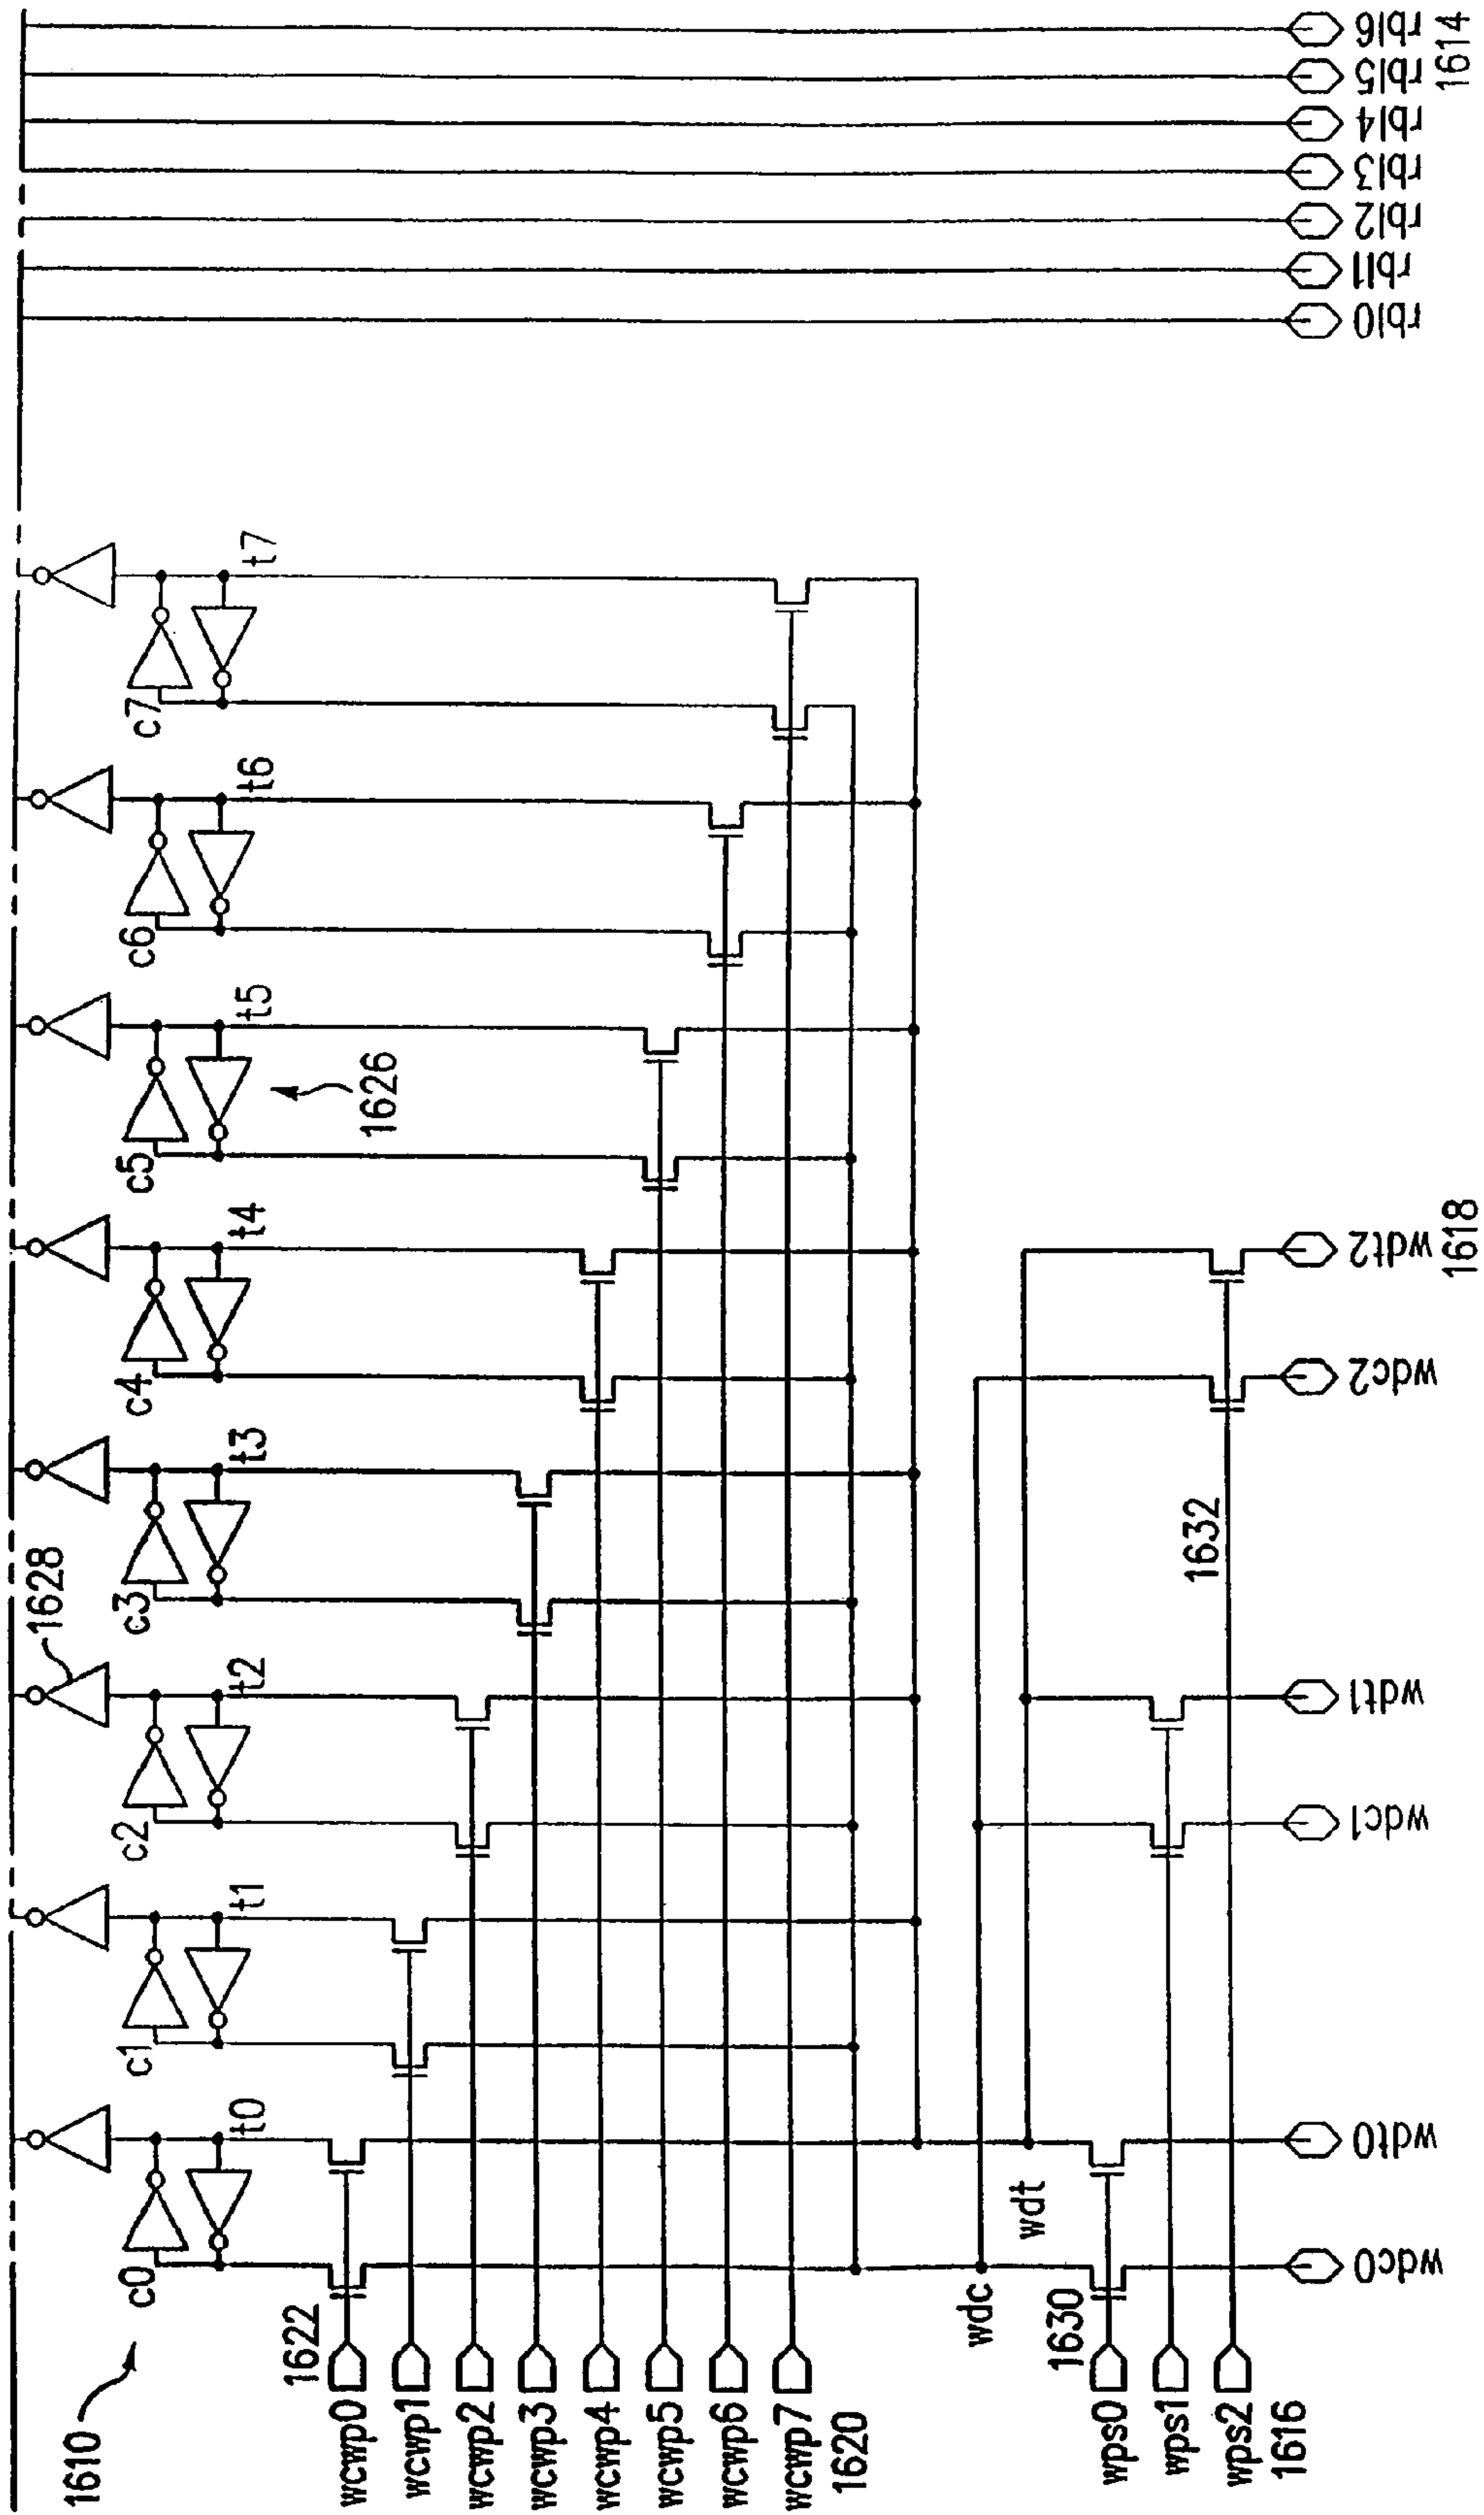 1610
1628
1626
c0
t0
c1
t1
c2
t2
c3
t3
c4
t4
c5
t5
c6
t6
c7
t7
1622
wcwp0
wcwp1
wcwp2
wcwp3
wcwp4
wcwp5
wcwp6
wcwp7
1620
wdc
wdt
1630
1632
wps0
wps1
wps2
1616
wdc0
wdt0
wdc1
wdt1
wdc2
wdt2
1618
rbl0
rbl1
rbl2
rbl3
rbl4
rbl5
rbl6
1614